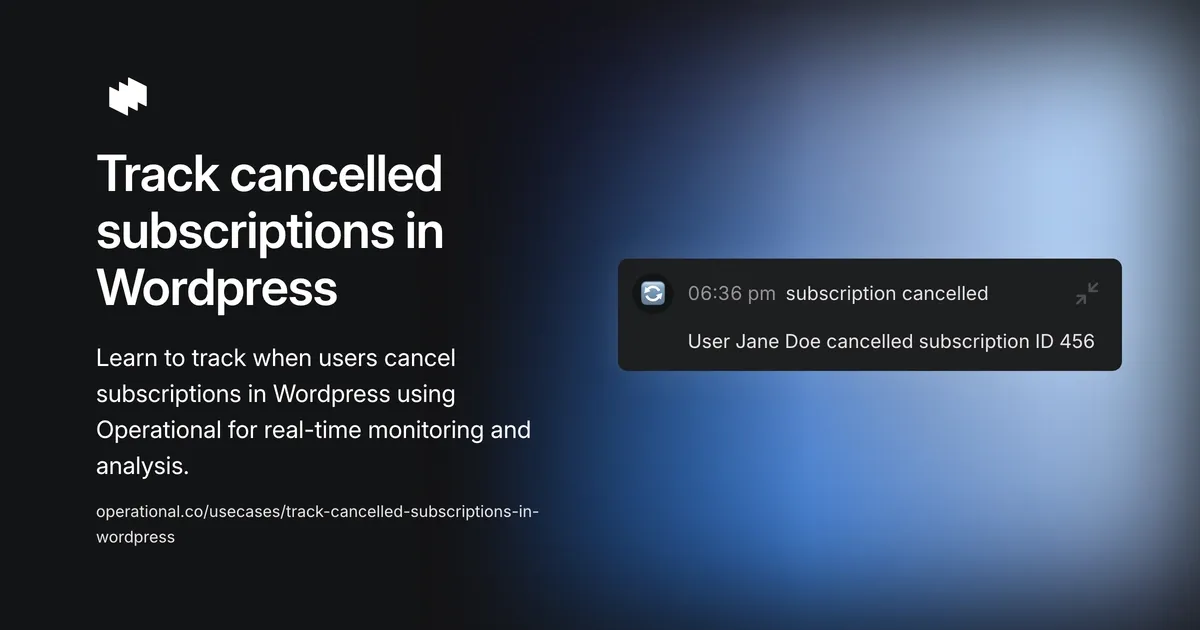 Track cancelled
subscriptions in
Wordpress
Learn to track when users cancel
subscriptions in Wordpress using
Operational for real-time monitoring and
analysis.
operational.co/usecases/track-cancelled-subscriptions-in-
wordpress
06:36 pm subscription cancelled
User Jane Doe cancelled subscription ID 456